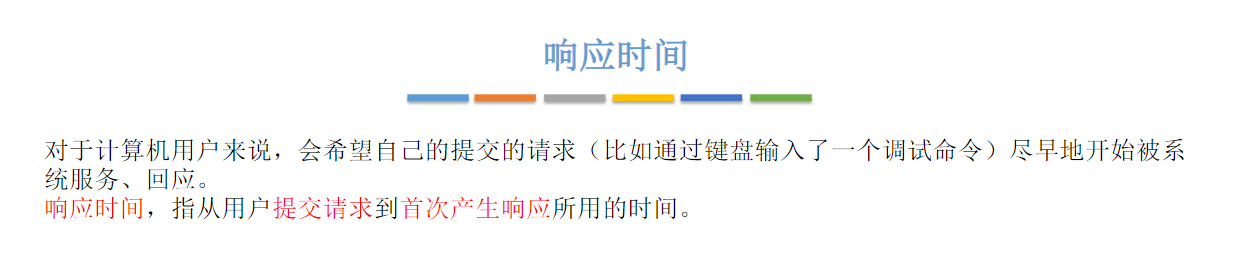 响应时间
对于计算机用户来说，会希望自己的提交的请求（比如通过键盘输入了一个调试命令）尽早地开始被系
统服务、回应。
响应时间，指从用户提交请求到首次产生响应所用的时间。